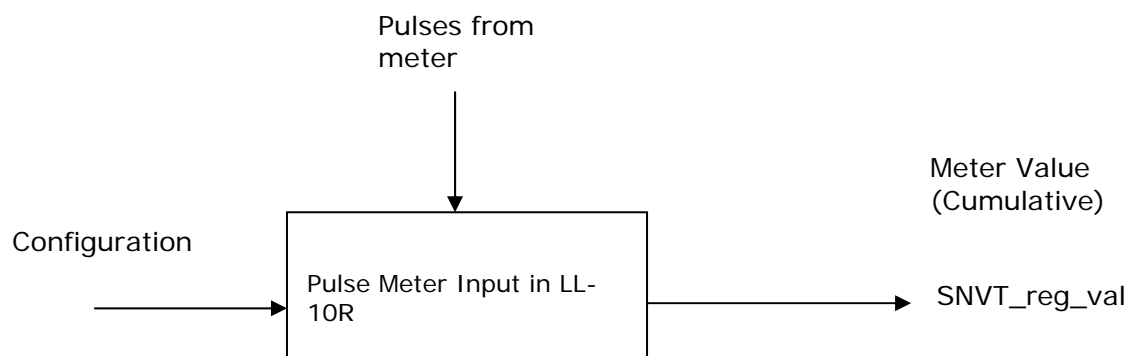 Pulses from
meter
Meter Value
(Cumulative)
Configuration
Pulse Meter Input in LL-
10R
SNVT_reg_val